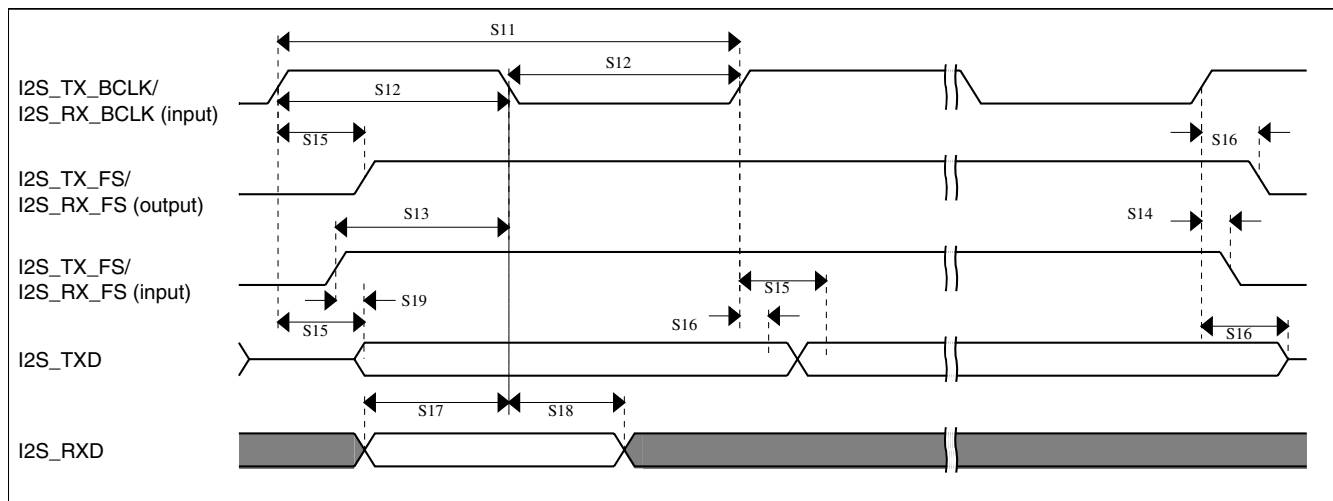 S11
S12
I2S_TX_BCLK/
I2S_RX_BCLK (input)
S12
S15
S16
I2S_TX_FS/
I2S_RX_FS (output)
S13
S14
I2S_TX_FS/
I2S_RX_FS (input)
S15
S19
S15
S16
S16
I2S_TXD
S17
S18
I2S_RXD